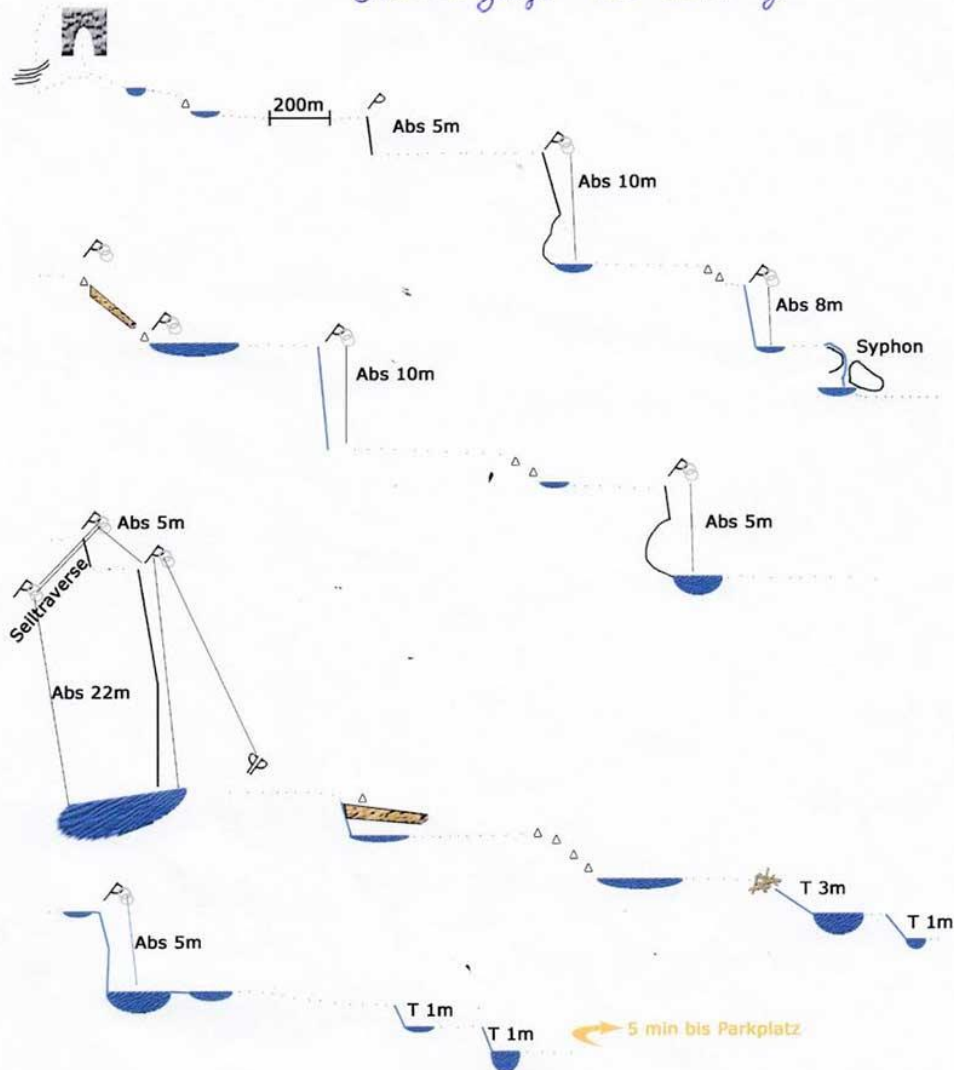 200m
Abs 5m
Abs 10m
Abs 8m
Syphon
Abs 10m
Abs 5m
Abs 5m
Seiltraverse
Abs 22m
T 3m
T 1m
Abs 5m
T 1m
T 1m
5 min bis Parkplatz